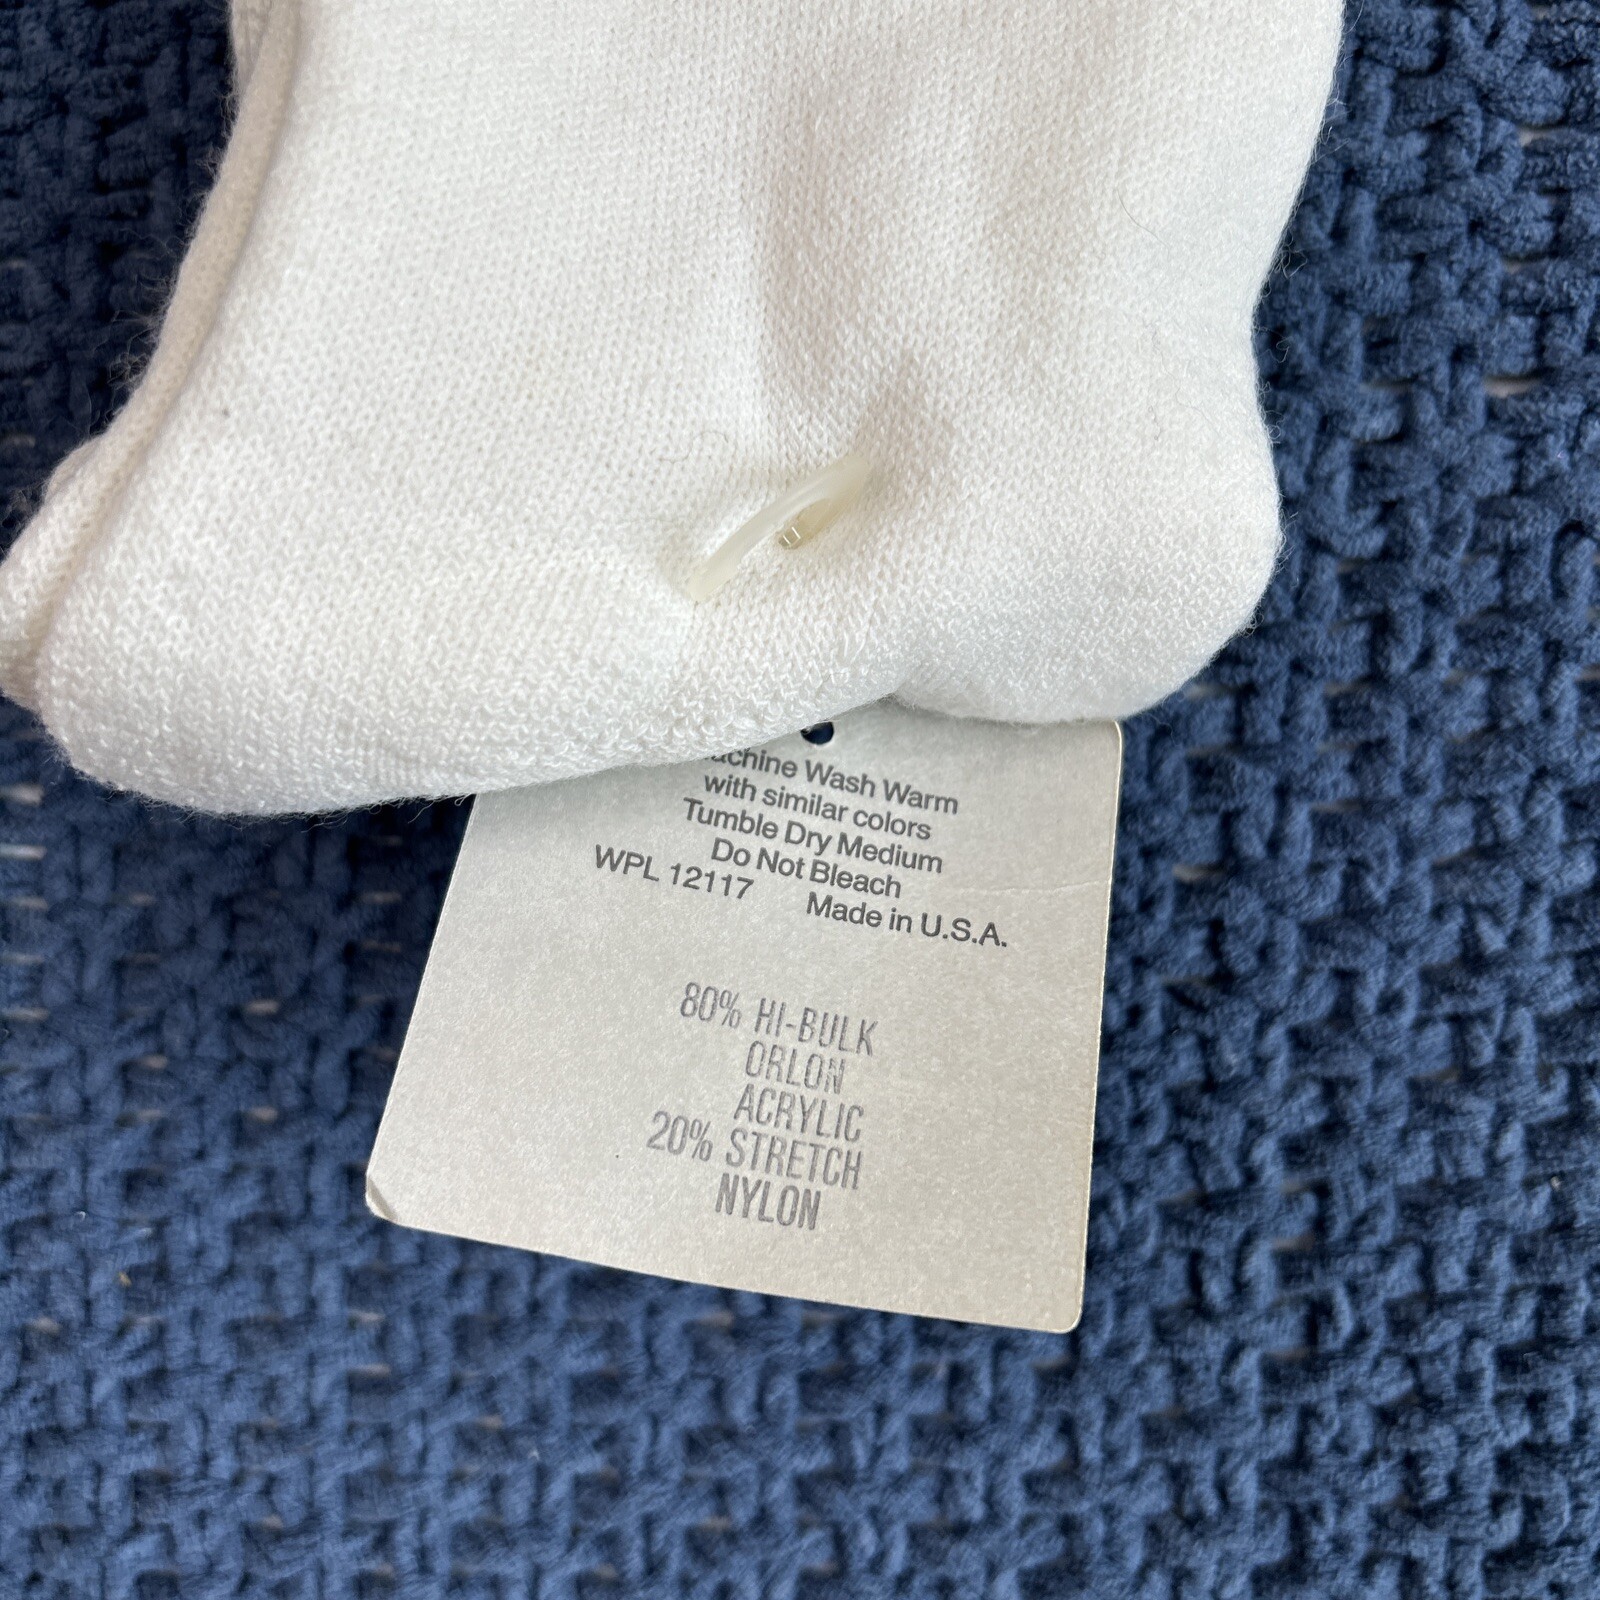 Machine Wash Warm
with similar colors
Tumble Dry Medium
Do Not Bleach
WPL 12117 Made in U.S.A.
80% HI-BULK
ORLON
ACRYLIC
20% STRETCH
NYLON